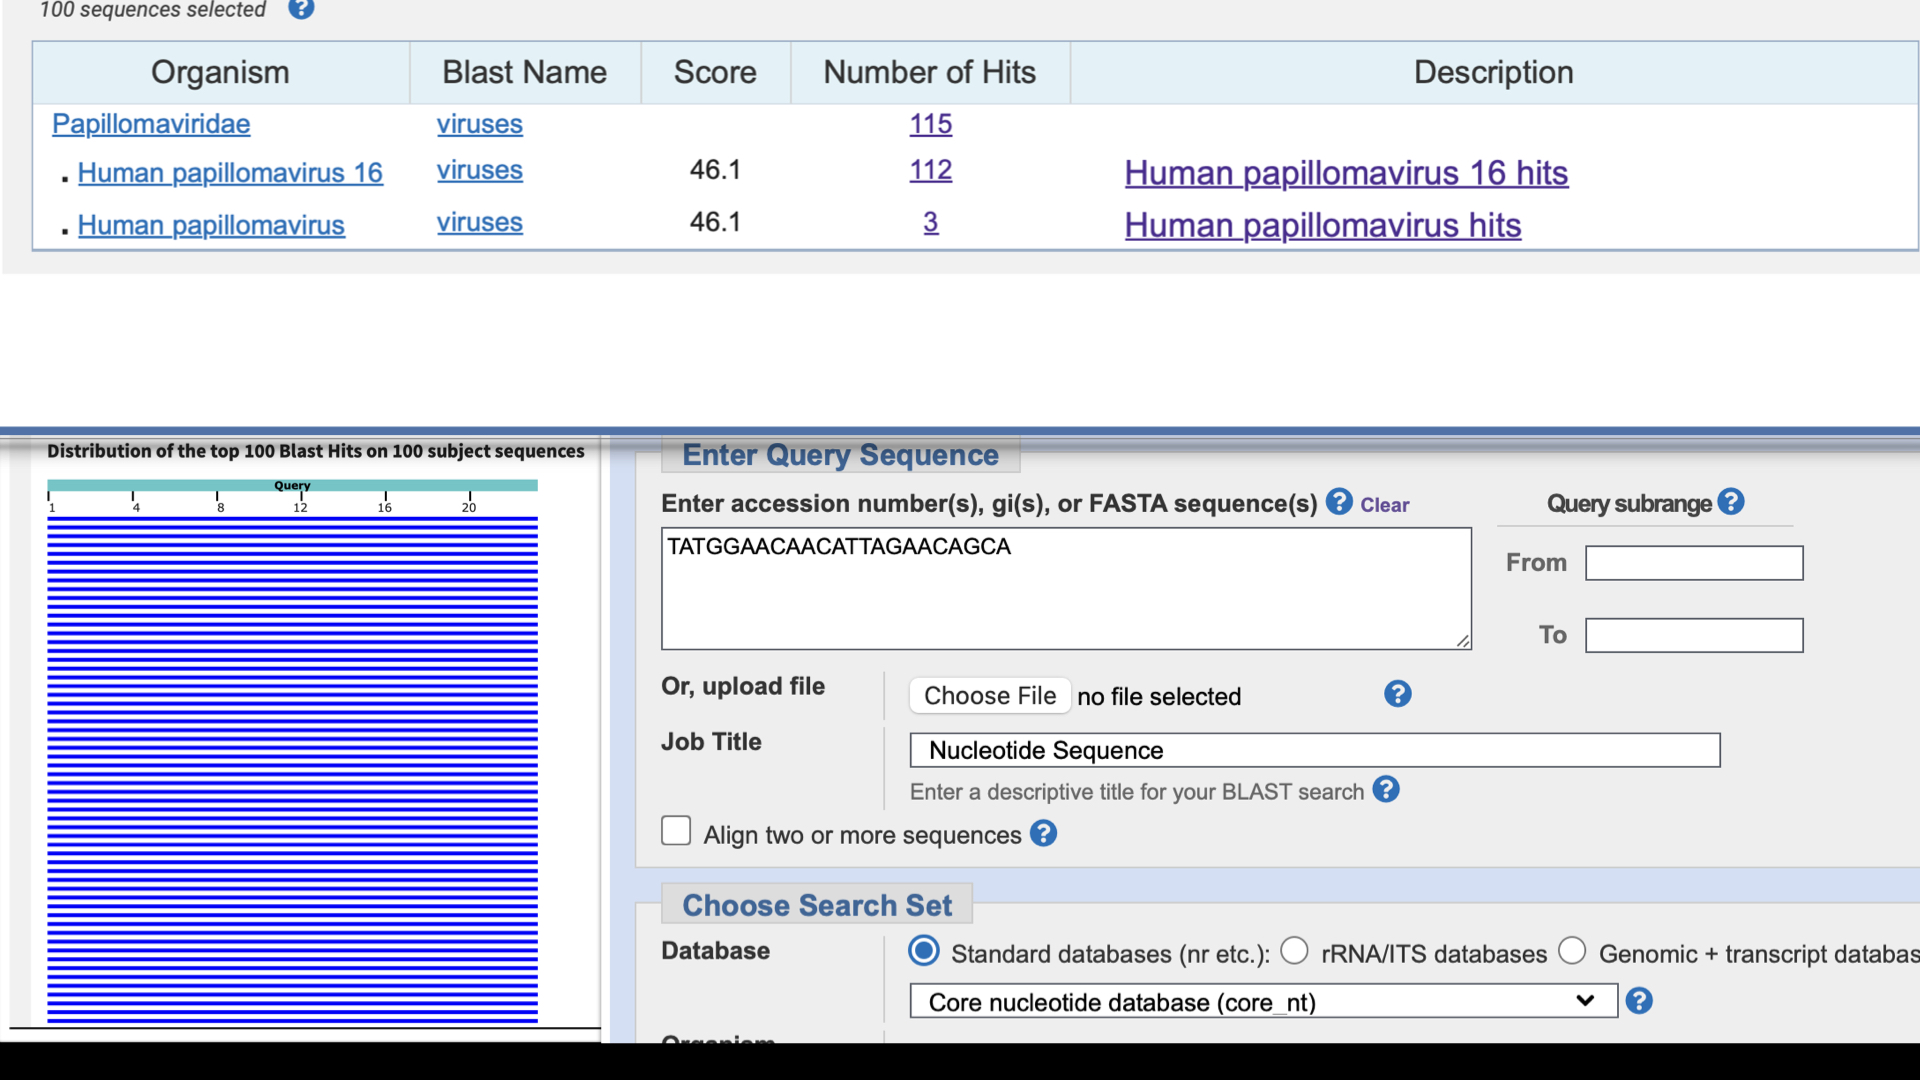 100 sequences selected ?
Organism Blast Name Score Number of Hits Description
Papillomaviridae viruses 115
. Human papillomavirus 16 viruses 46.1 112 Human papillomavirus 16 hits
. Human papillomavirus viruses 46.1 3 Human papillomavirus hits
Distribution of the top 100 Blast Hits on 100 subject sequences
Query
1 4 8 12 16 20
Enter Query Sequence
Enter accession number(s), gi(s), or FASTA sequence(s) ? Clear
Query subrange ?
TATGGAACAACATTAGAACAGCA
From
To
Or, upload file Choose File no file selected ?
Job Title Nucleotide Sequence
Enter a descriptive title for your BLAST search ?
Align two or more sequences ?
Choose Search Set
Database Standard databases (nr etc.): rRNA/ITS databases Genomic + transcript databas
Core nucleotide database (core_nt) ?
Organism